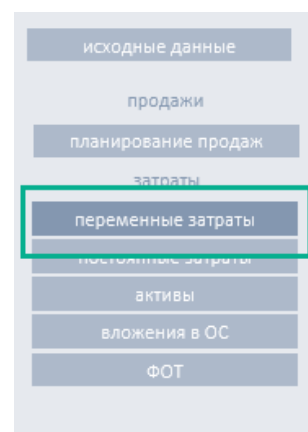 исходные данные
продажи
планирование продаж
затраты
переменные затраты
постоянные затраты
активы
вложения в ОС
ФОТ